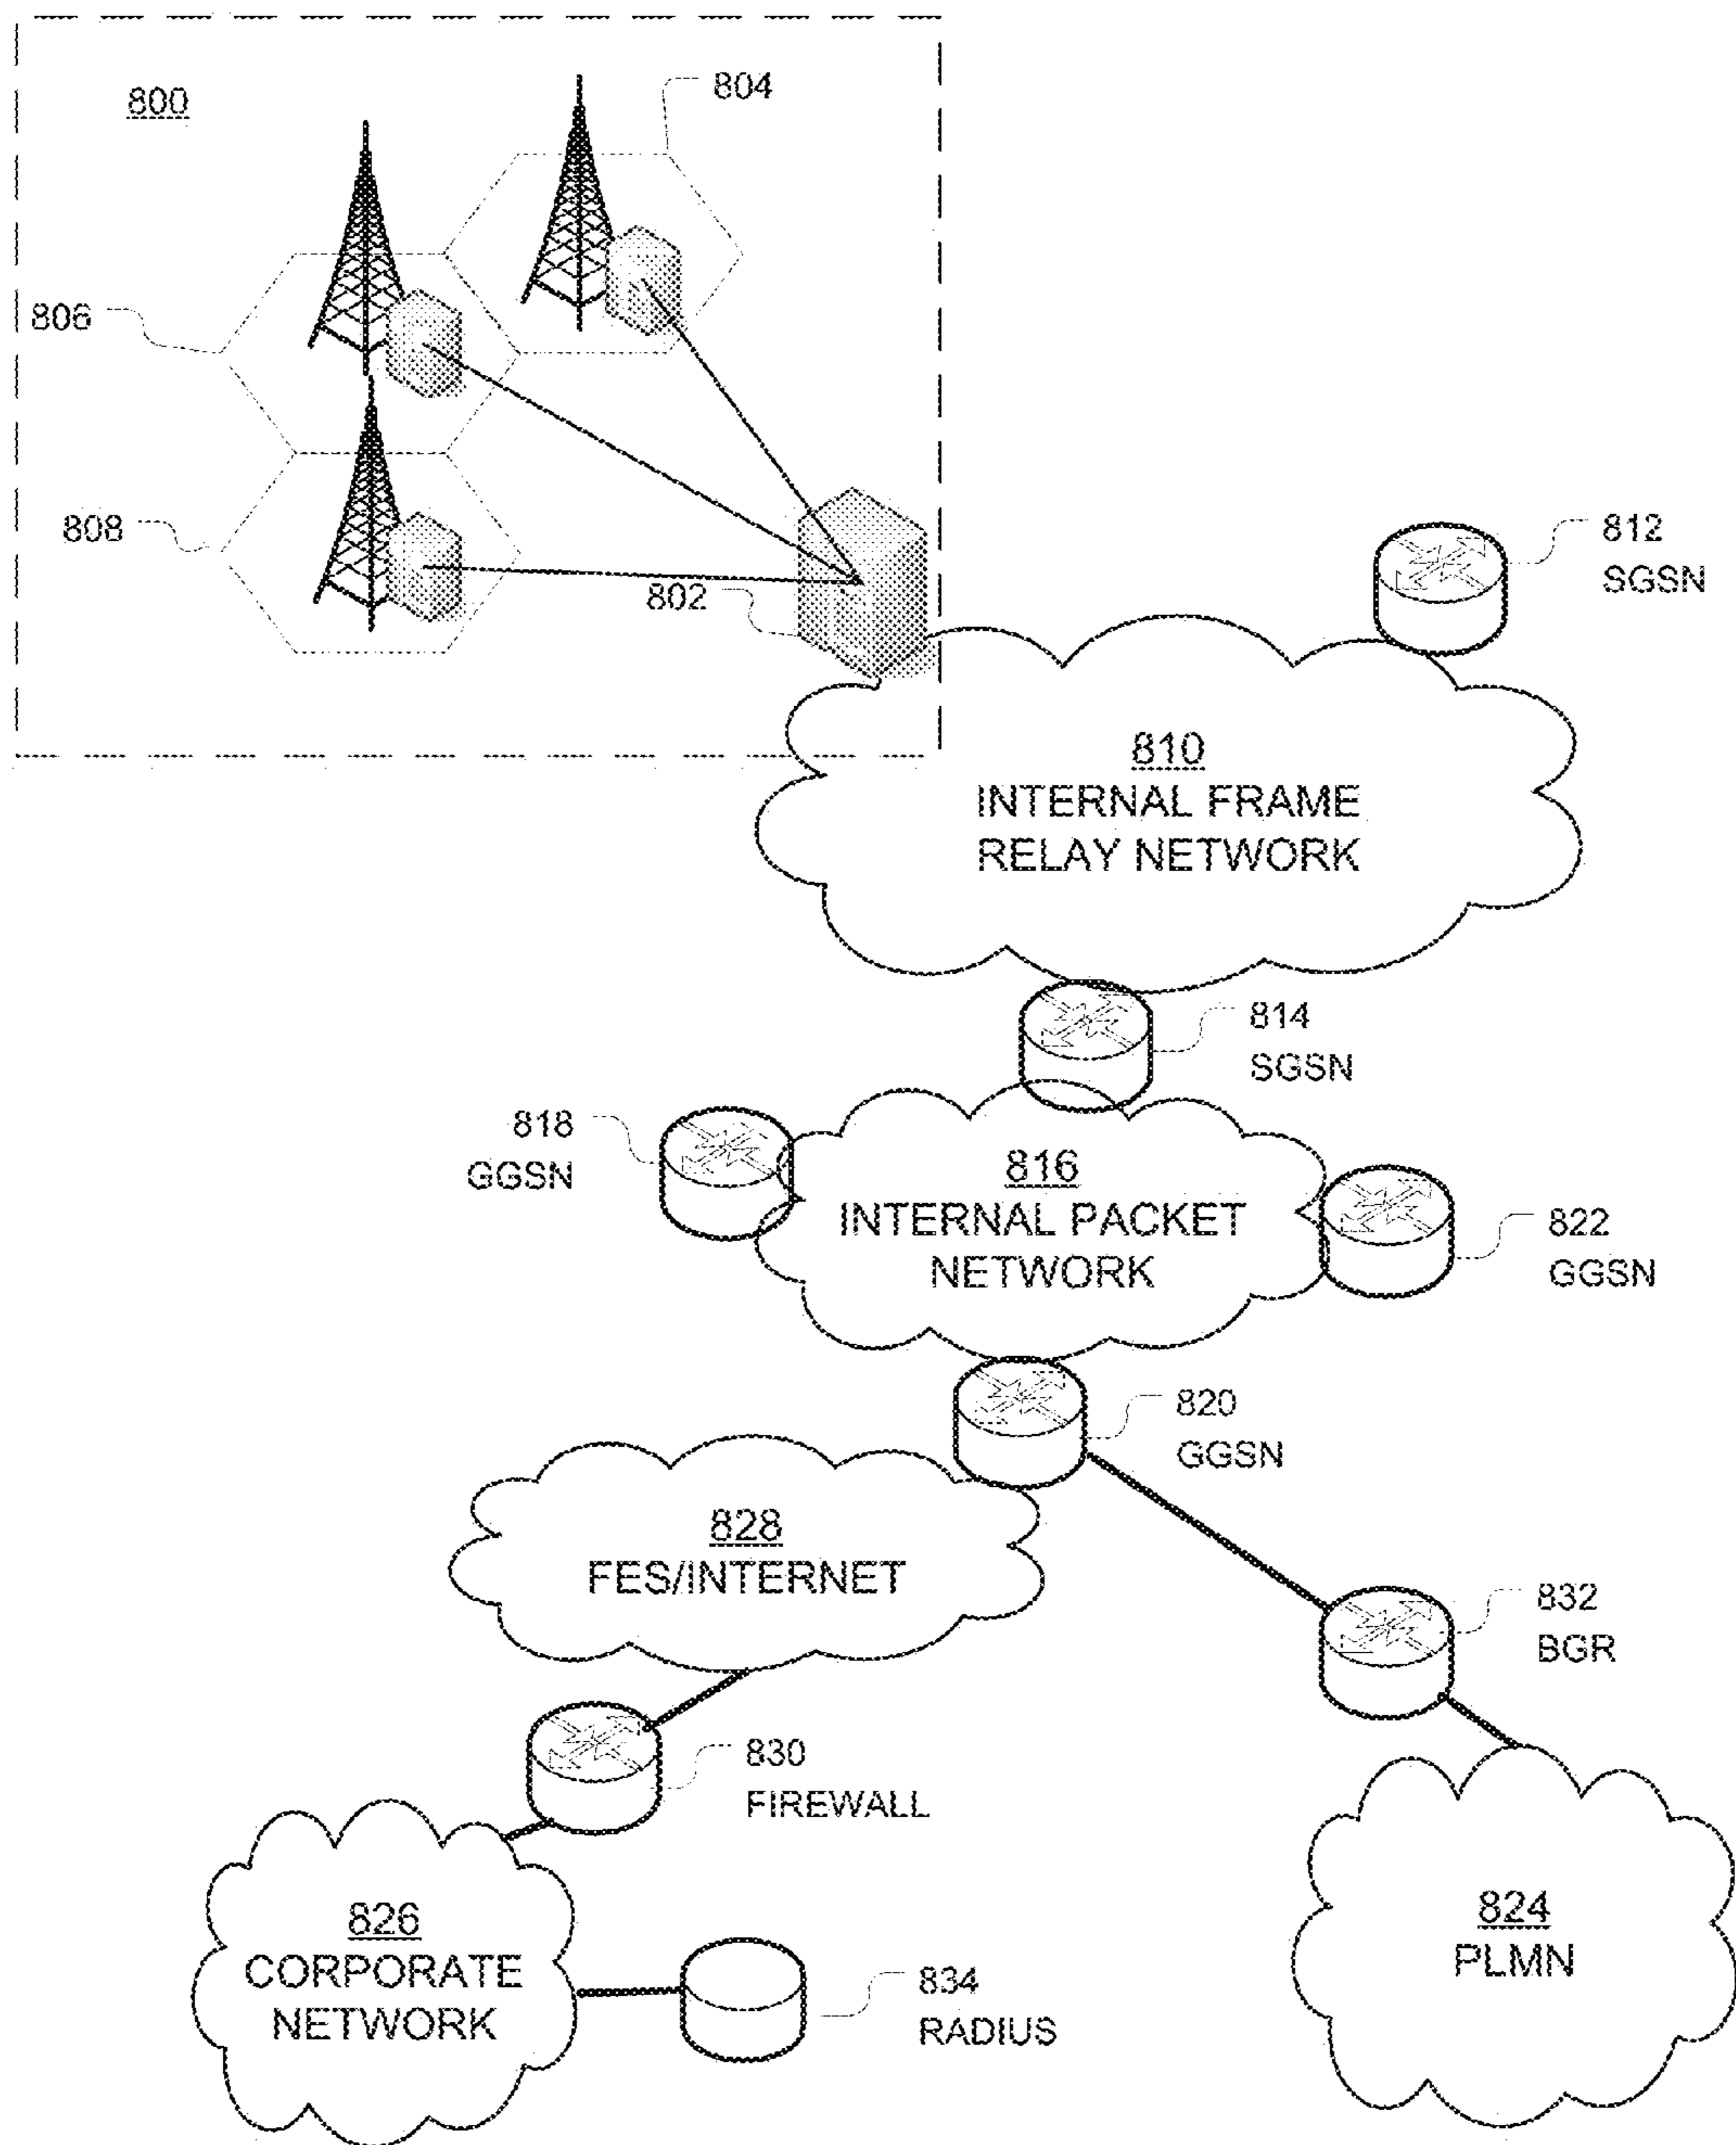 800
804
806
808
802
812
SGSN
810
INTERNAL FRAME
RELAY NETWORK
814
SGSN
818
GGSN
816
INTERNAL PACKET
NETWORK
822
GGSN
820
GGSN
828
FES/INTERNET
832
BGR
830
FIREWALL
826
CORPORATE
NETWORK
834
RADIUS
824
PLMN